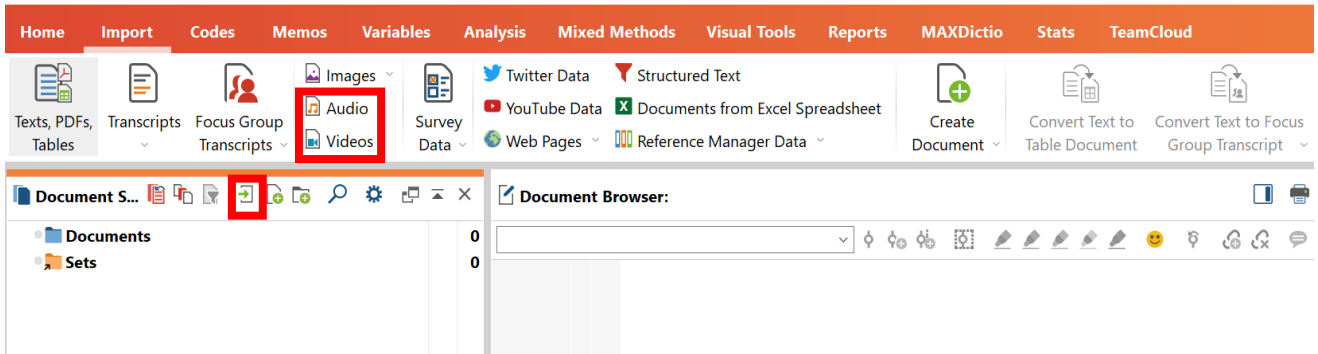 Home Import Codes Memos Variables Analysis Mixed Methods Visual Tools Reports MAXDictio Stats TeamCloud
Texts, PDFs, Tables
Transcripts
Focus Group Transcripts
Images
Audio
Videos
Survey Data
Twitter Data
YouTube Data
Web Pages
Structured Text
X Documents from Excel Spreadsheet
Reference Manager Data
Create Document
Convert Text to Table Document
Convert Text to Focus Group Transcript
Document S...
Documents 0
Sets 0
Document Browser: